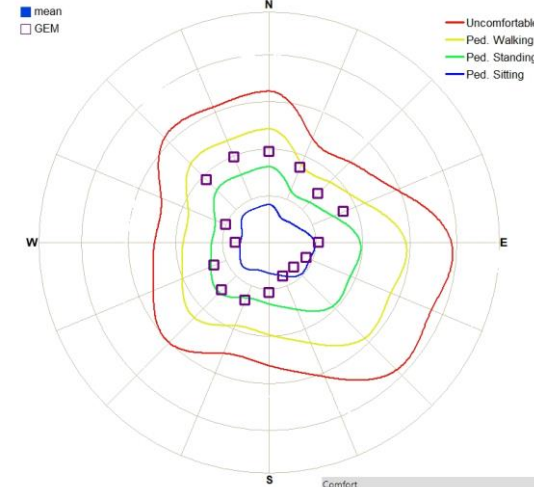 mean
GEM
N
Uncomfortable
Ped. Walking
Ped. Standing
Ped. Sitting
W
E
S
Comfort